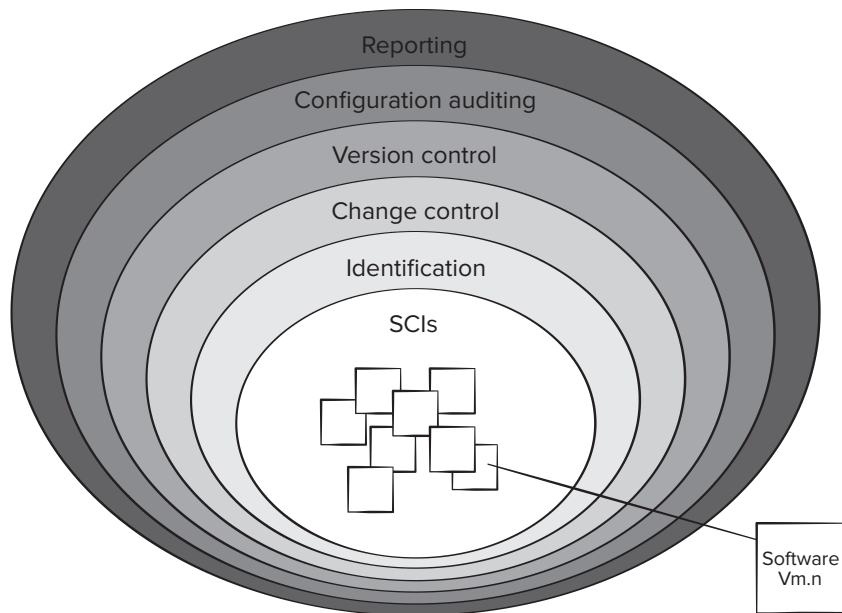 Reporting
Configuration auditing
Version control
Change control
Identification
SCIs
Software
Vm.n